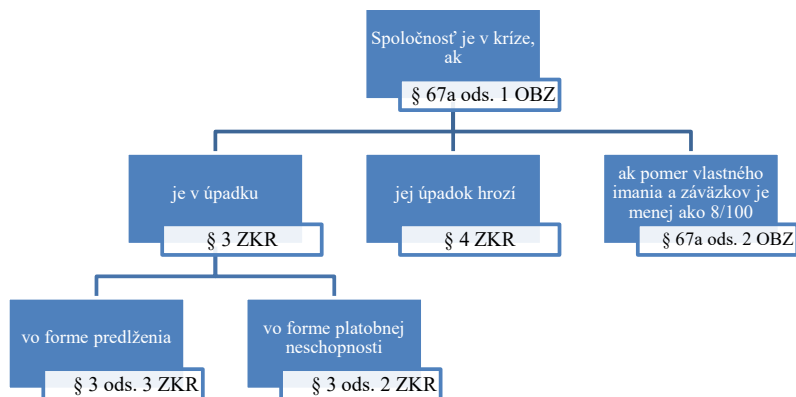 Spoločnosť je v kríze,
ak
§ 67a ods. 1 OBZ
je v úpadku
§ 3 ZKR
jej úpadok hrozí
§ 4 ZKR
ak pomer vlastného
imania a záväzkov je
menej ako 8/100
§ 67a ods. 2 OBZ
vo forme predlženia
§ 3 ods. 3 ZKR
vo forme platobnej
neschopnosti
§ 3 ods. 2 ZKR